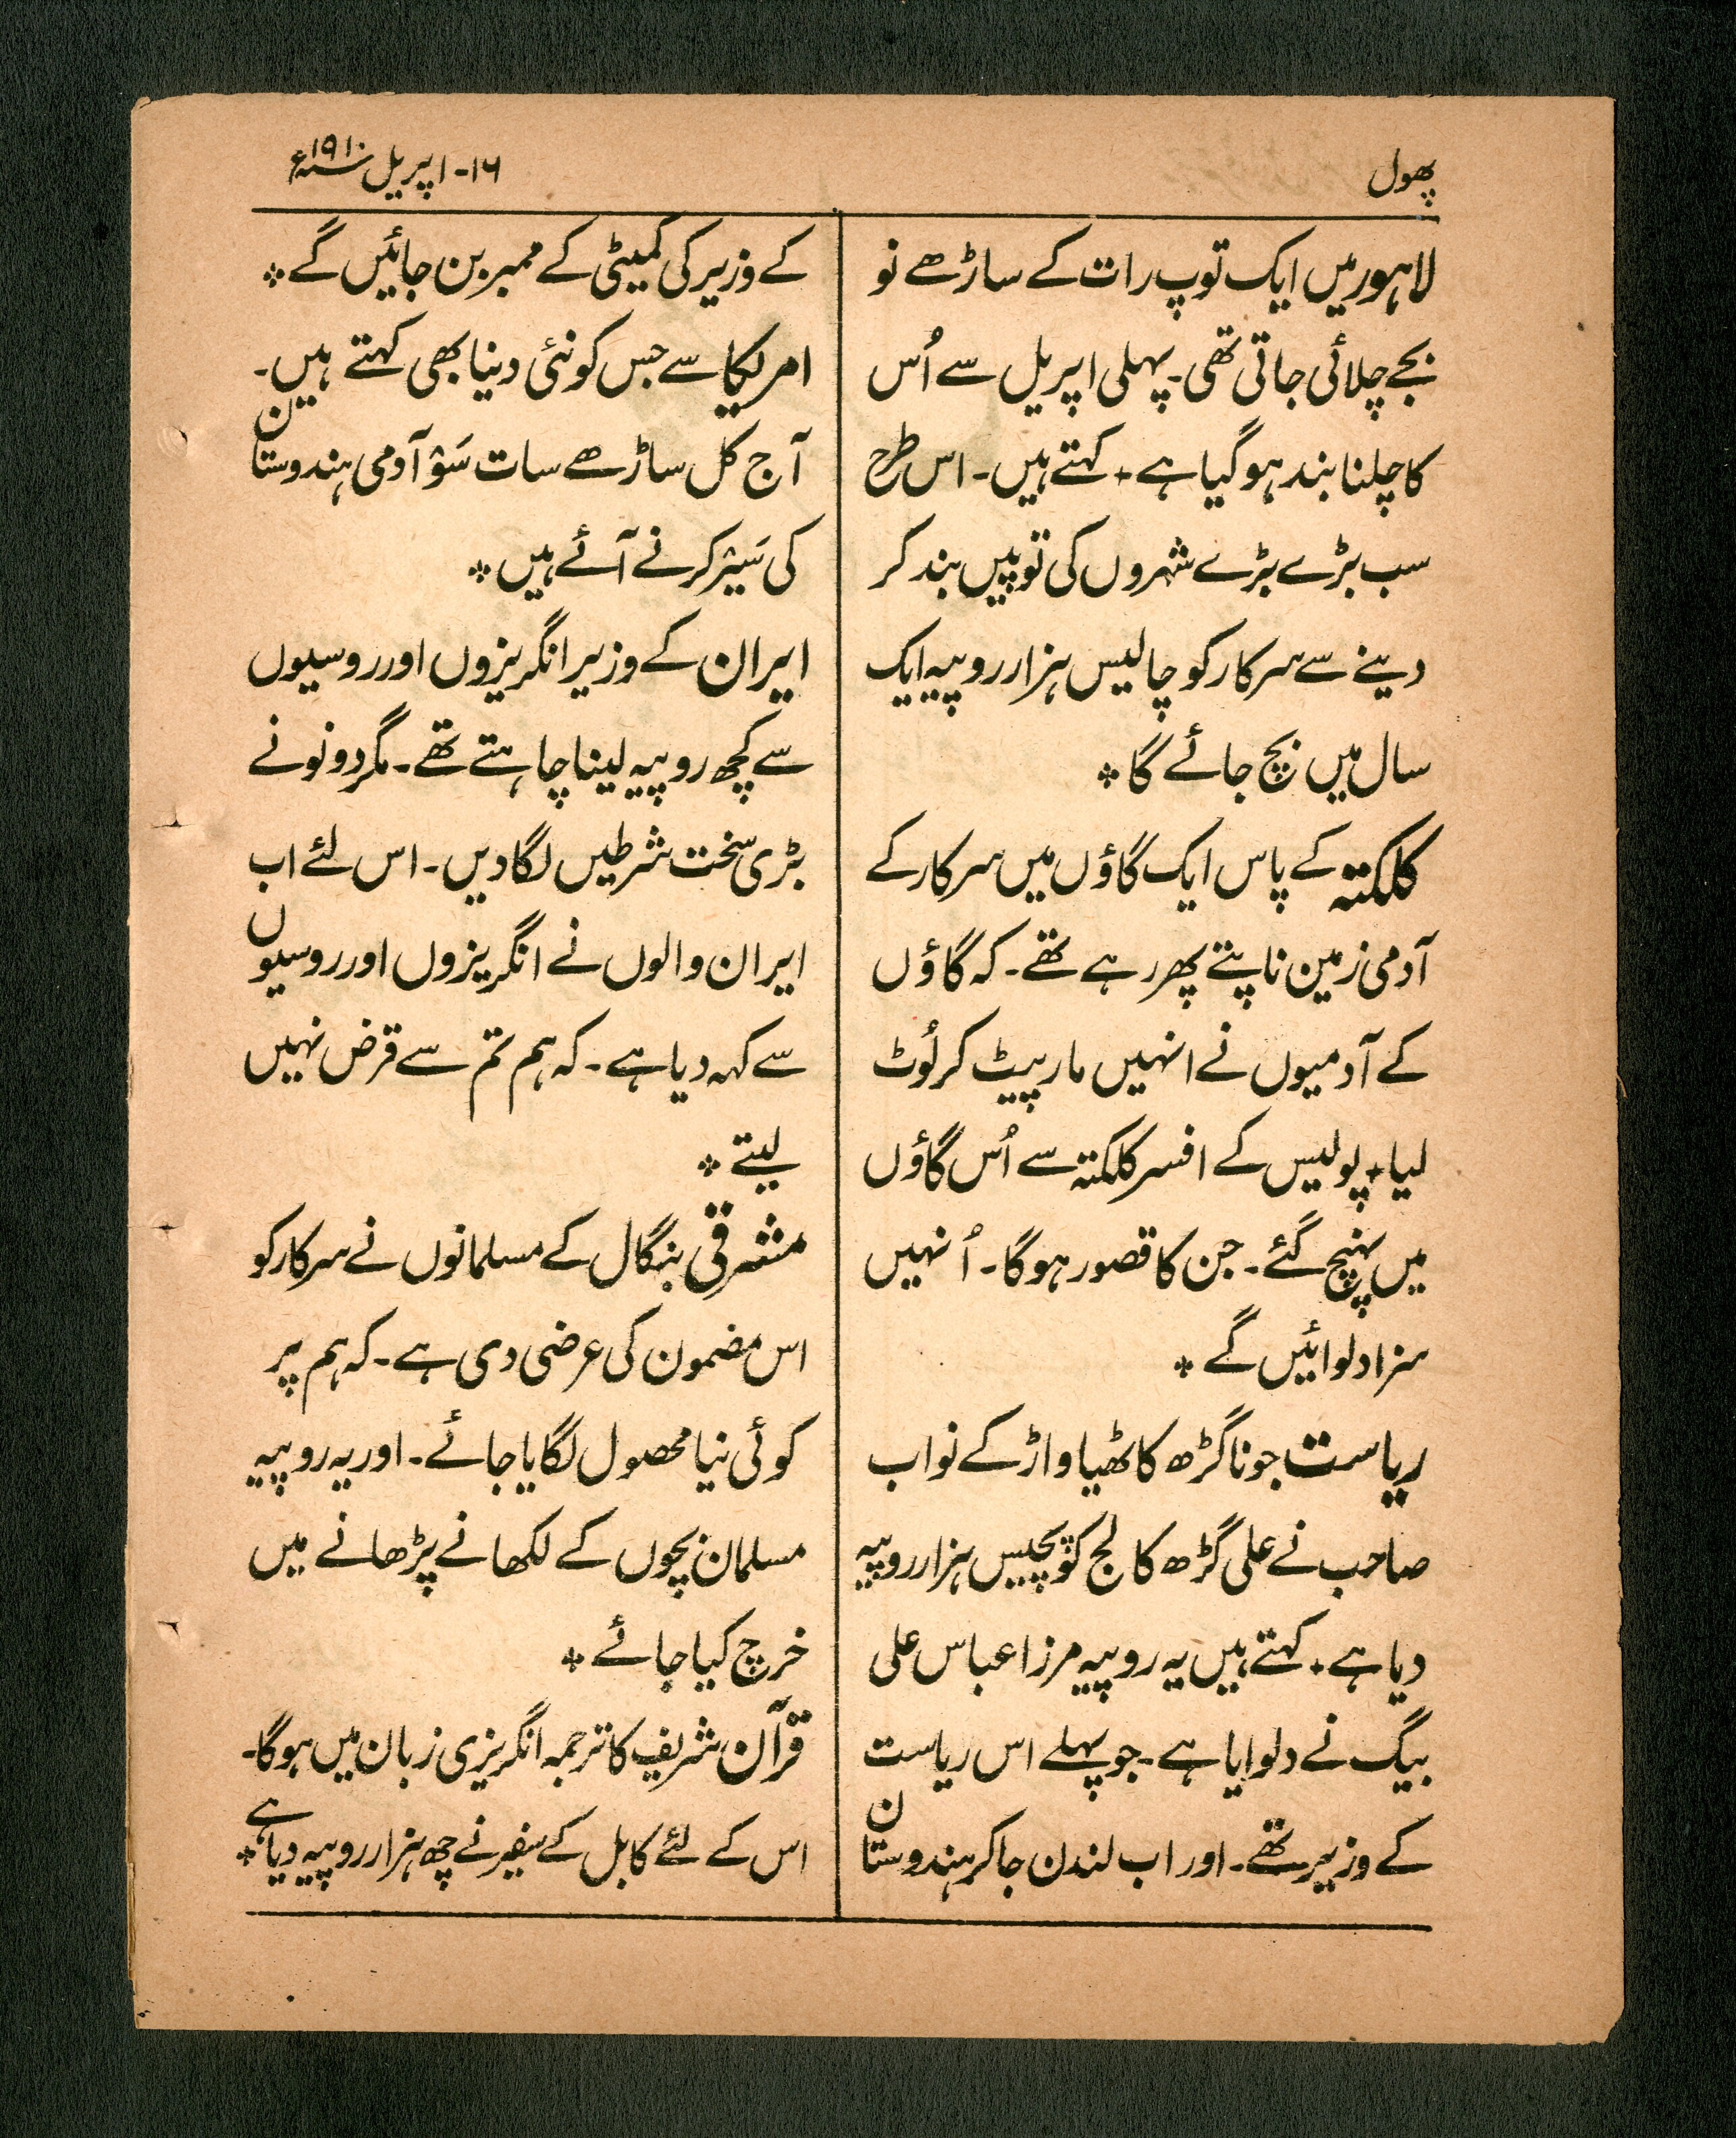 پھول
۱۶- اپریل سنہ ۱۹۱۰ء
لاہور میں ایک توپ رات کے ساڑھے نو
بجے چلائی جاتی تھی۔ پہلی اپریل سے اُس
کا چلنا بند ہو گیا ہے + کہتے ہیں۔ اس طرح
سب بڑے بڑے شہروں کی توپیں بند کر
دینے سے سرکار کو چالیس ہزار روپیہ ایک
سال میں بچ جائے گا ❖
کلکتہ کے پاس ایک گاؤں میں سرکار کے
آدمی زمین ناپتے پھر رہے تھے۔ کہ گاؤں
کے آدمیوں نے انہیں مار پیٹ کر لُوٹ
لیا + پولیس کے افسر کلکتہ سے اُس گاؤں
میں پہنچ گئے۔ جن کا قصور ہوگا۔ اُنہیں
سزا دلوائیں گے ❖
ریاست جوناگڑھ کاٹھیاواڑ کے نواب
صاحب نے علی گڑھ کالج کو پچیس ہزار روپیہ
دیا ہے + کہتے ہیں یہ روپیہ مرزا عباس علی
بیگ نے دلوایا ہے۔ جو پہلے اس ریاست
کے وزیر تھے۔ اور اب لندن جا کر ہندوستان
کے وزیر کی کمیٹی کے ممبر بن جائیں گے ❖
امریکا سے جس کو نئی دنیا بھی کہتے ہیں۔
آج کل ساڑھے سات سَوْ آدمی ہندوستان
کی سَیْر کرنے آئے ہیں ❖
ایران کے وزیر انگریزوں اور روسیوں
سے کچھ روپیہ لینا چاہتے تھے۔ مگر دونو نے
بڑی سخت شرطیں لگا دیں۔ اس لئے اب
ایران والوں نے انگریزوں اور روسیوں
سے کہہ دیا ہے۔ کہ ہم تم سے قرض نہیں
لیتے ❖
مشرقی بنگال کے مسلمانوں نے سرکار کو
اس مضمون کی عرضی دی ہے۔ کہ ہم پر
کوئی نیا محصول لگایا جائے۔ اور یہ روپیہ
مسلمان بچوں کے لکھانے پڑھانے میں
خرچ کیا جائے ❖
قرآن شریف کا ترجمہ انگریزی زبان میں ہوگا۔
اس کے لئے کابل کے سفیر نے چھ ہزار روپیہ دیا ہے ❖